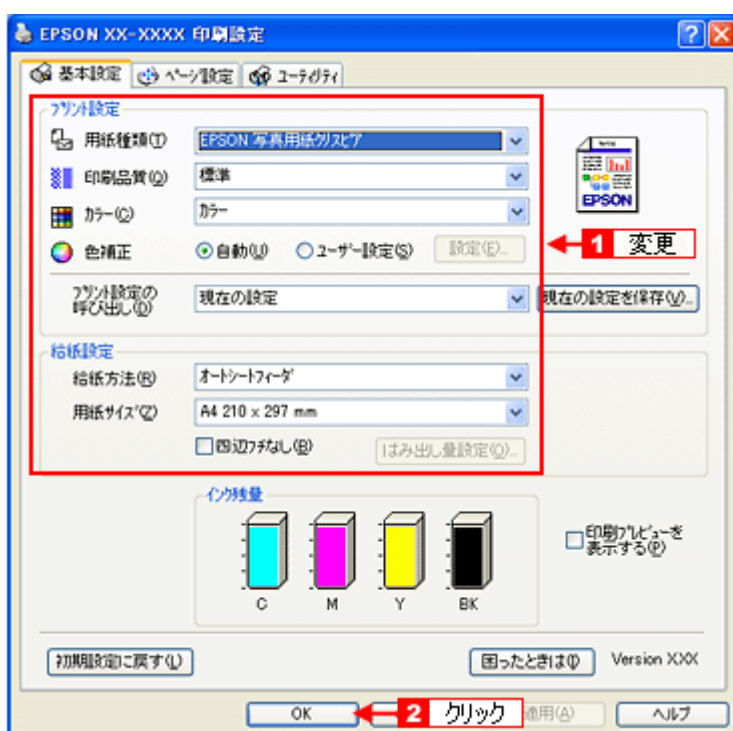 EPSON XX-XXXX 印刷設定
基本設定 ページ設定 ユーティリティ
プリント設定
用紙種類(T) EPSON 写真用紙クリスピア
印刷品質(Q) 標準
カラー(C) カラー
色補正 自動(U) ユーザー設定(S) 設定(E)...
EPSON
1 変更
プリント設定の
呼び出し(D) 現在の設定 現在の設定を保存(V)...
給紙設定
給紙方法(R) オートシートフィーダ
用紙サイズ(Z) A4 210 x 297 mm
四辺フチなし(B) はみ出し量設定(O)...
インク残量
C M Y BK
印刷プレビューを
表示する(P)
初期設定に戻す(L) 困ったときは(I) Version X.XX
OK 2 クリック 適用(A) ヘルプ